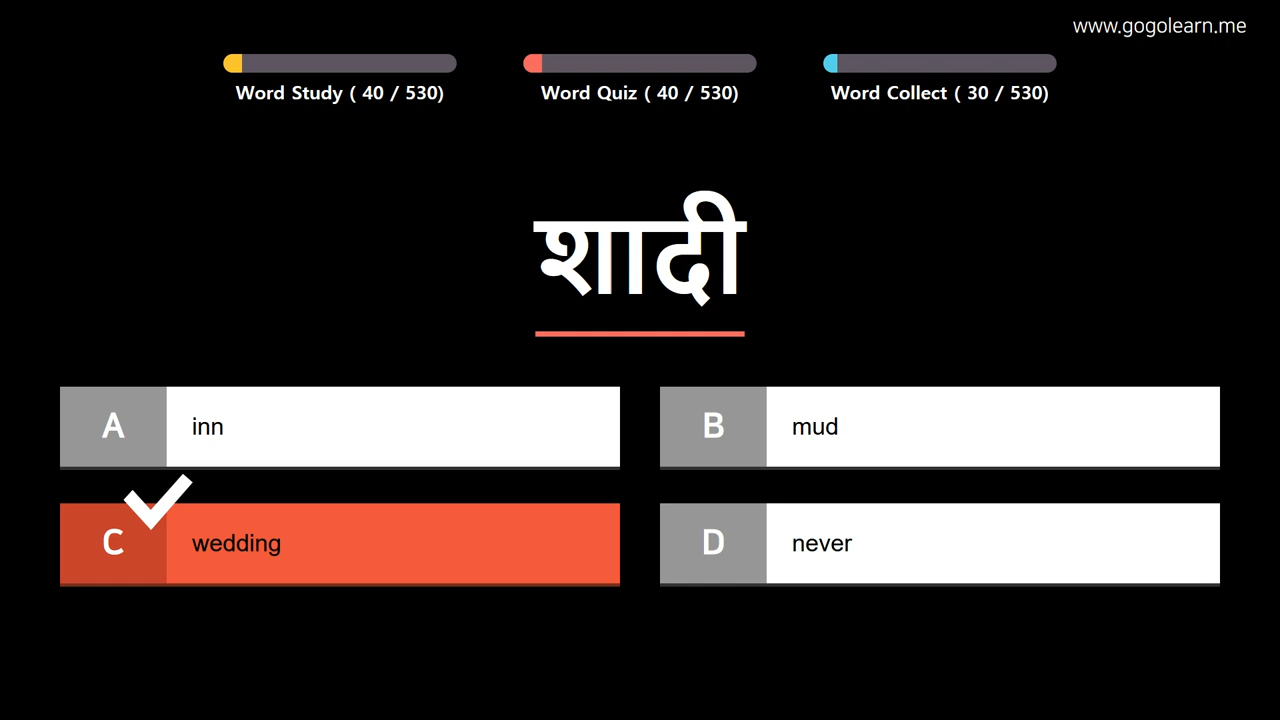 www.gogolearn.me
Word Study ( 40 / 530)
Word Quiz ( 40 / 530)
Word Collect ( 30 / 530)
शादी
A inn
B mud
C wedding
D never